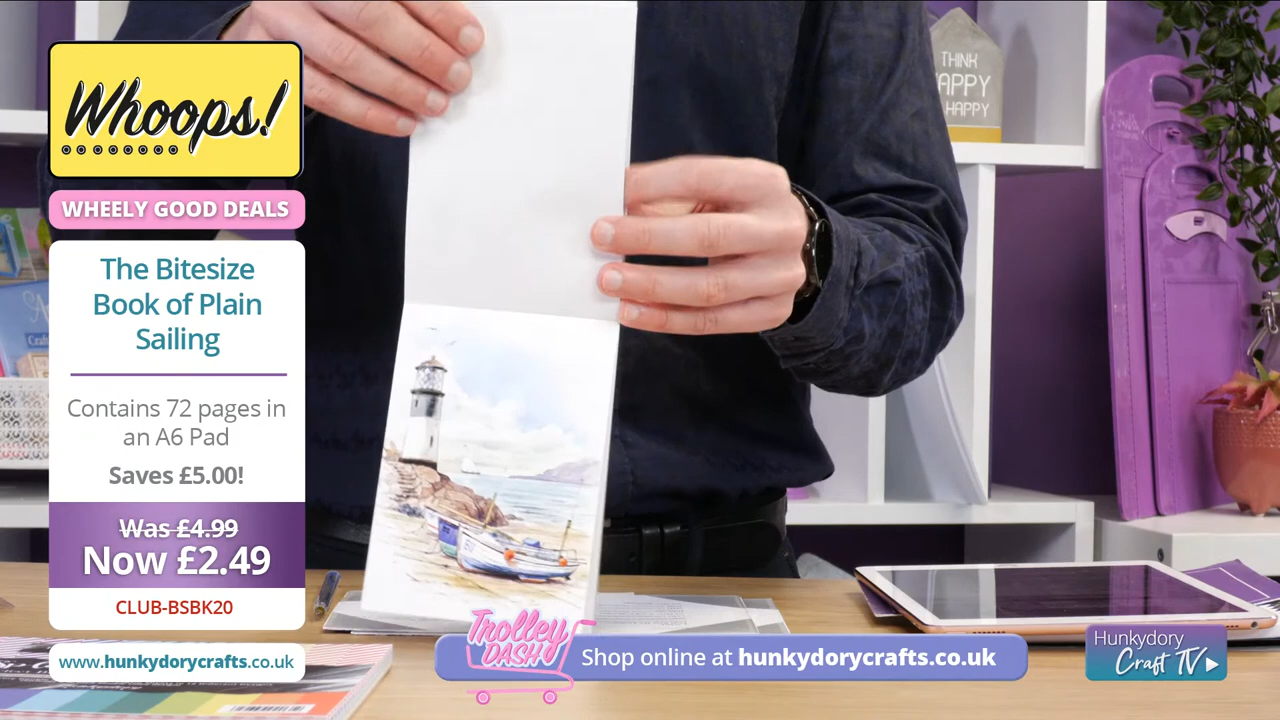 Whoops!
WHEELY GOOD DEALS
The Bitesize
Book of Plain
Sailing
Contains 72 pages in
an A6 Pad
Saves £5.00!
Was £4.99
Now £2.49
CLUB-BSBK20
www.hunkydorycrafts.co.uk
THINK
HAPPY
Trolley
DASH
Shop online at hunkydorycrafts.co.uk
Hunkydory
Craft TV